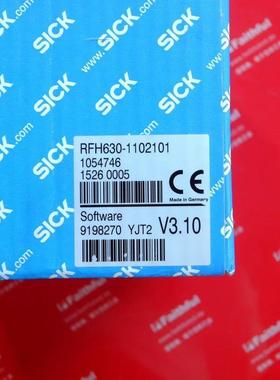 SICK
www.sick.com
RFH630-1102101
1054746
1526 0005
CE
Made in Germany
Software
9198270 YJT2 V3.10